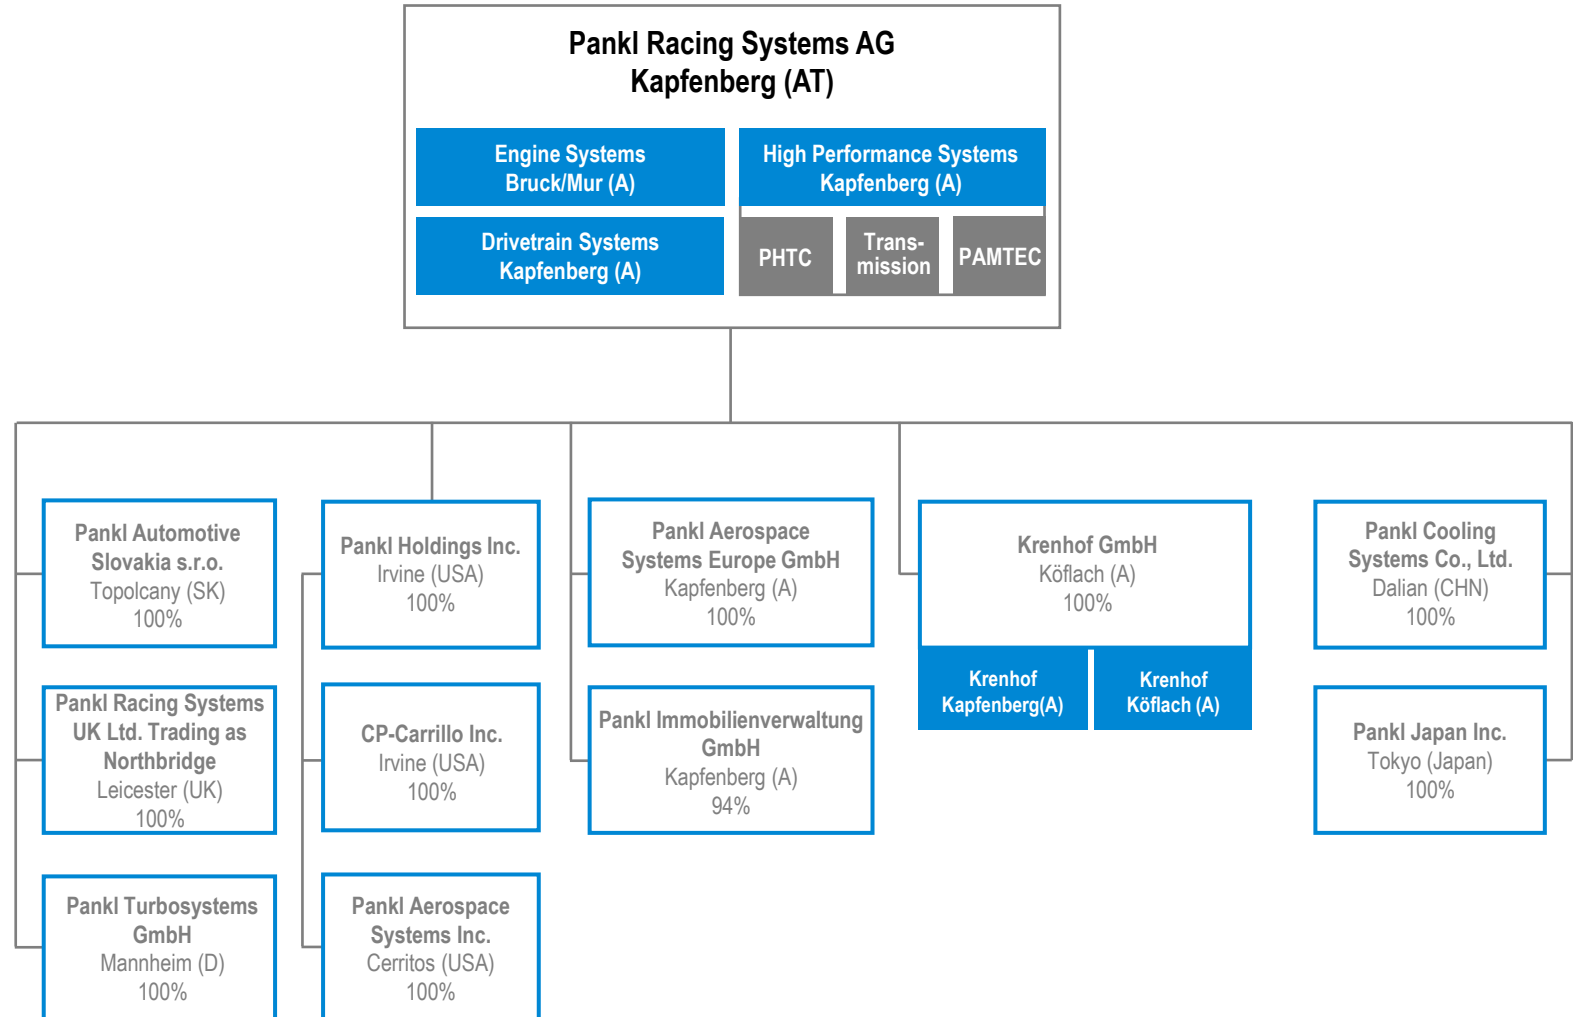 Pankl Racing Systems AG
Kapfenberg (AT)
Engine Systems
Bruck/Mur (A)
High Performance Systems
Kapfenberg (A)
Drivetrain Systems
Kapfenberg (A)
PHTC
Trans-
mission
PAMTEC
Pankl Automotive
Slovakia s.r.o.
Topolcany (SK)
100%
Pankl Holdings Inc.
Irvine (USA)
100%
Pankl Aerospace
Systems Europe GmbH
Kapfenberg (A)
100%
Krenhof GmbH
Köflach (A)
100%
Krenhof
Kapfenberg(A)
Krenhof
Köflach (A)
Pankl Cooling
Systems Co., Ltd.
Dalian (CHN)
100%
Pankl Racing Systems
UK Ltd. Trading as
Northbridge
Leicester (UK)
100%
CP-Carrillo Inc.
Irvine (USA)
100%
Pankl Immobilienverwaltung
GmbH
Kapfenberg (A)
94%
Pankl Japan Inc.
Tokyo (Japan)
100%
Pankl Turbosystems
GmbH
Mannheim (D)
100%
Pankl Aerospace
Systems Inc.
Cerritos (USA)
100%